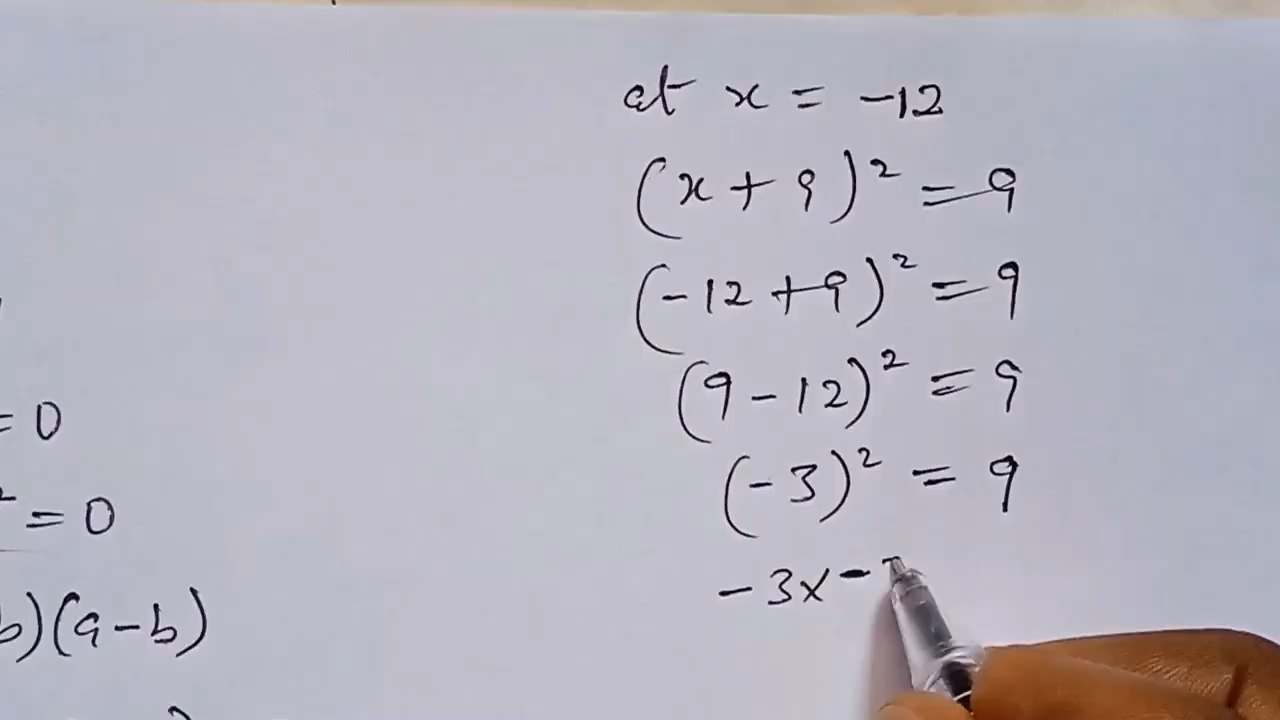 = 0
² = 0
b)(a-b)
at x = -12
(x + 9)² = 9
(-12 + 9)² = 9
(9 - 12)² = 9
(-3)² = 9
-3x-